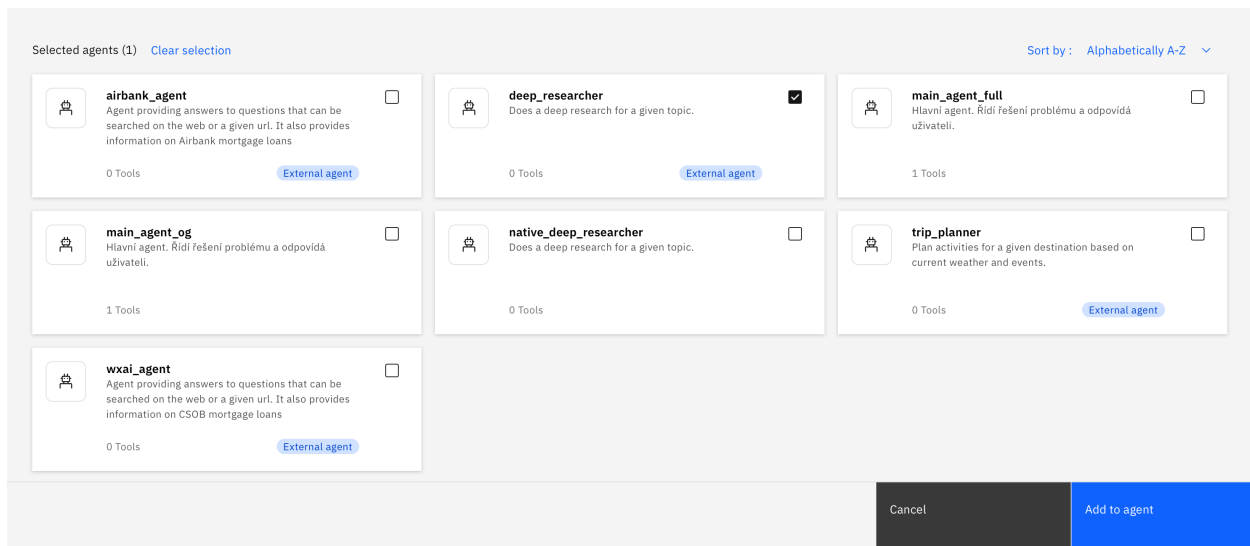 Selected agents (1) Clear selection
Sort by : Alphabetically A-Z
airbank_agent
Agent providing answers to questions that can be
searched on the web or a given url. It also provides
information on Airbank mortgage loans
0 Tools
External agent
deep_researcher
Does a deep research for a given topic.
0 Tools
External agent
main_agent_full
Hlavní agent. Řídí řešení problému a odpovídá
uživateli.
1 Tools
main_agent_og
Hlavní agent. Řídí řešení problému a odpovídá
uživateli.
1 Tools
native_deep_researcher
Does a deep research for a given topic.
0 Tools
trip_planner
Plan activities for a given destination based on
current weather and events.
0 Tools
External agent
wxai_agent
Agent providing answers to questions that can be
searched on the web or a given url. It also provides
information on CSOB mortgage loans
0 Tools
External agent
Cancel
Add to agent